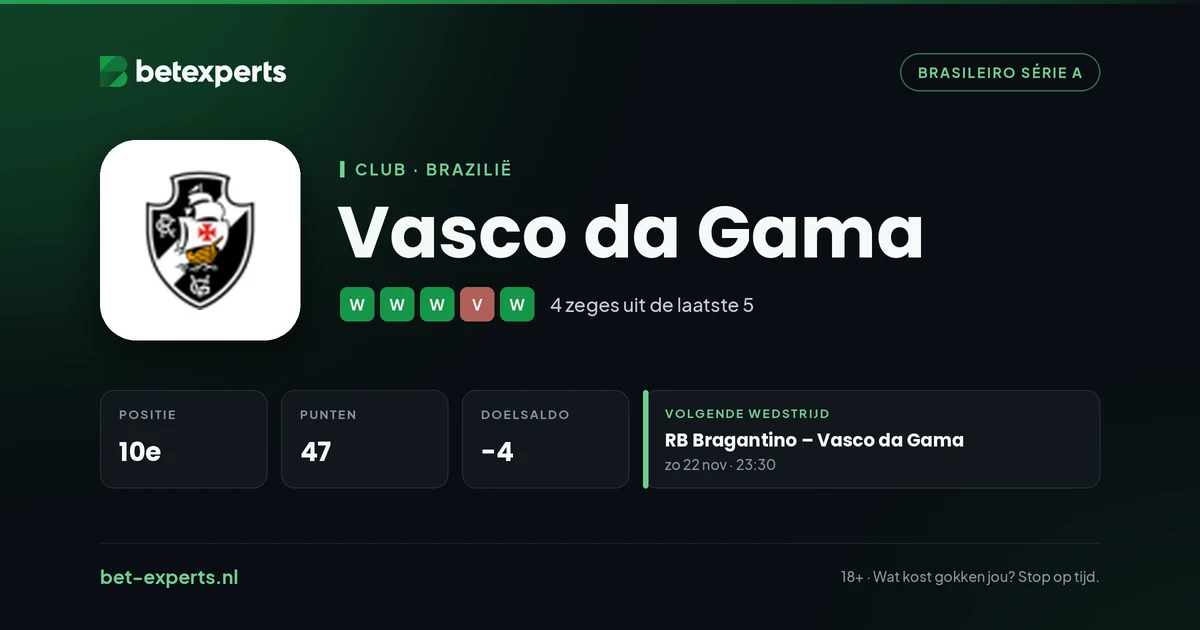 betexperts
BRASILEIRO SÉRIE A
CLUB · BRAZILIË
Vasco da Gama
W W W V W 4 zeges uit de laatste 5
POSITIE
10e
PUNTEN
47
DOELSALDO
-4
VOLGENDE WEDSTRIJD
RB Bragantino – Vasco da Gama
zo 22 nov · 23:30
bet-experts.nl
18+ · Wat kost gokken jou? Stop op tijd.